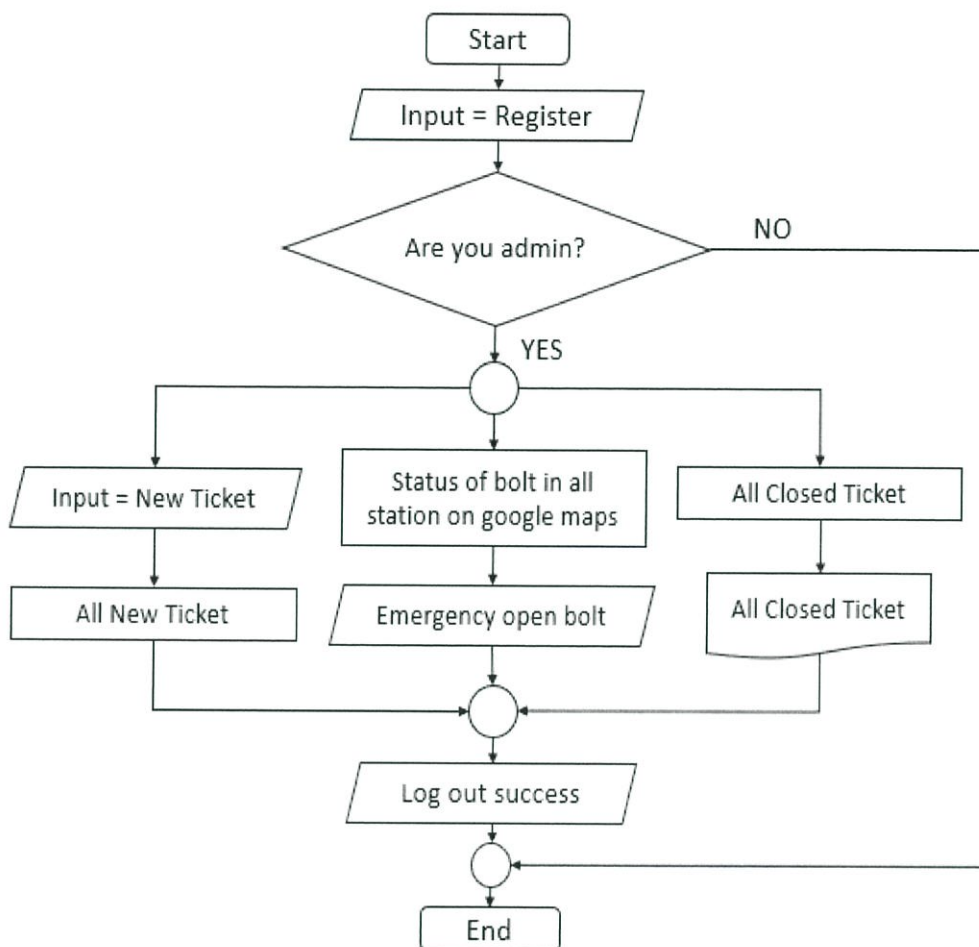 Start
Input = Register
Are you admin?
NO
YES
Input = New Ticket
Status of bolt in all
station on google maps
All Closed Ticket
All New Ticket
Emergency open bolt
All Closed Ticket
Log out success
End